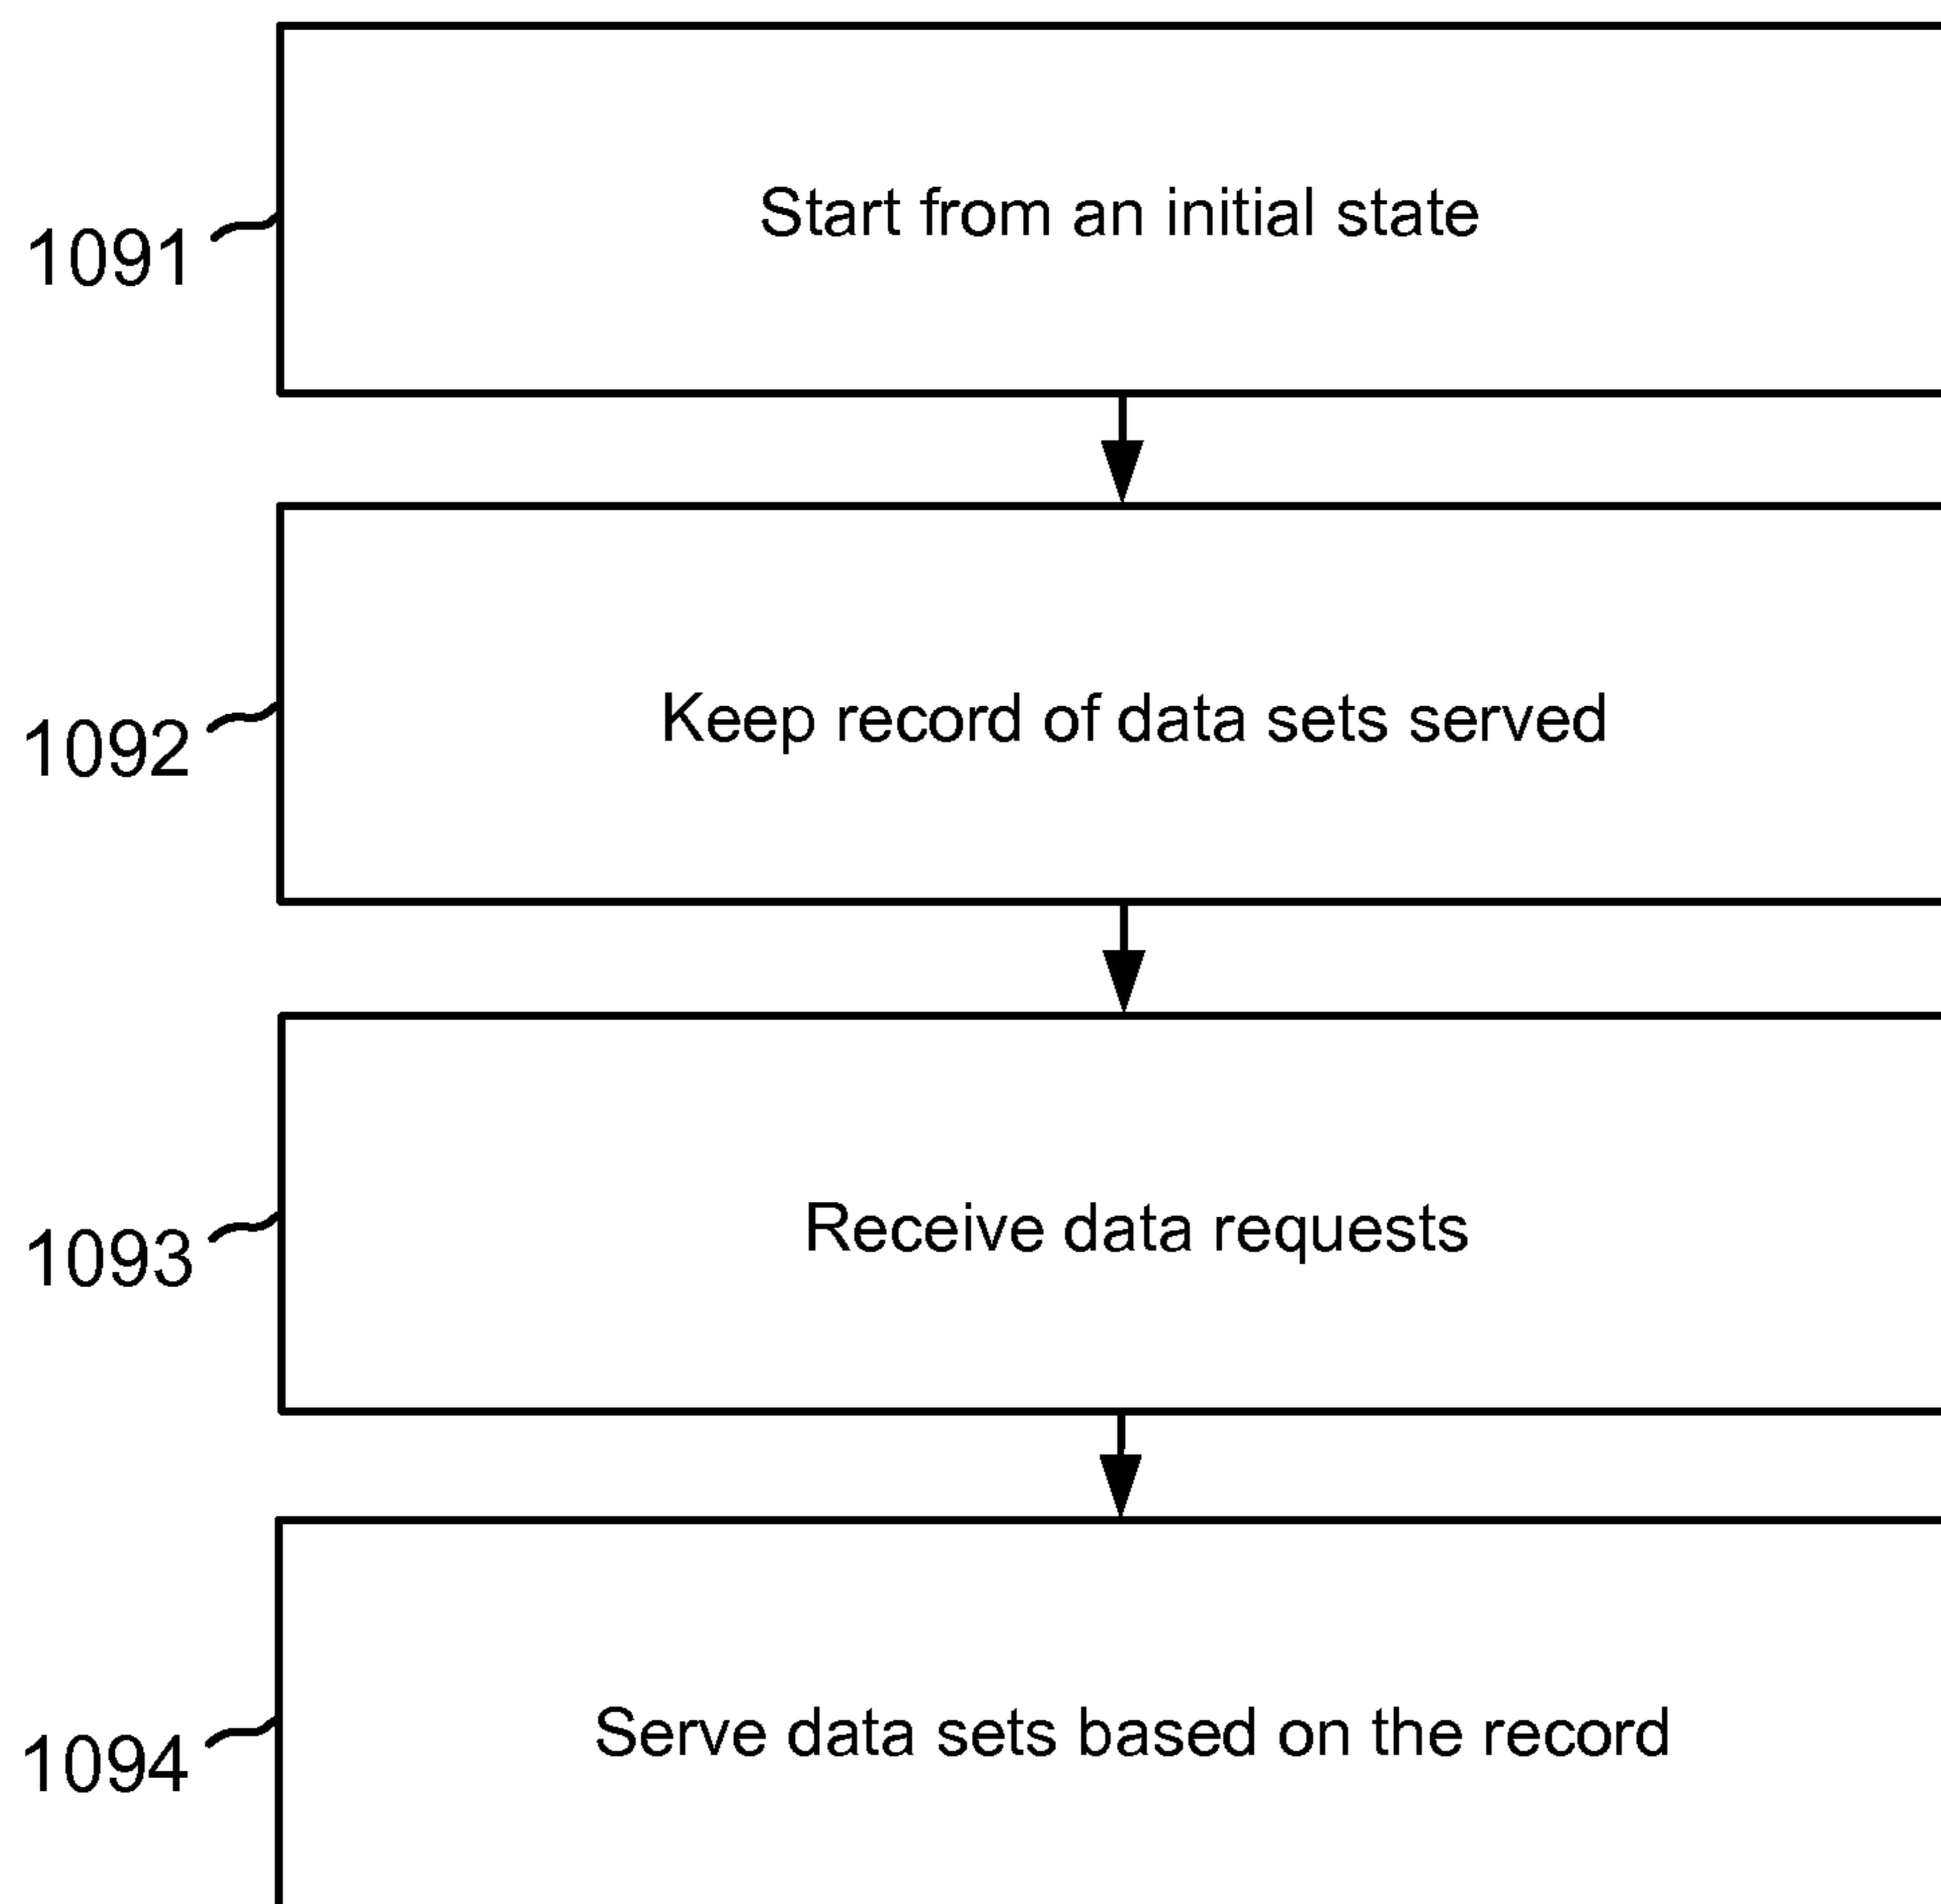 Start from an initial state
1091
Keep record of data sets served
1092
Receive data requests
1093
Serve data sets based on the record
1094